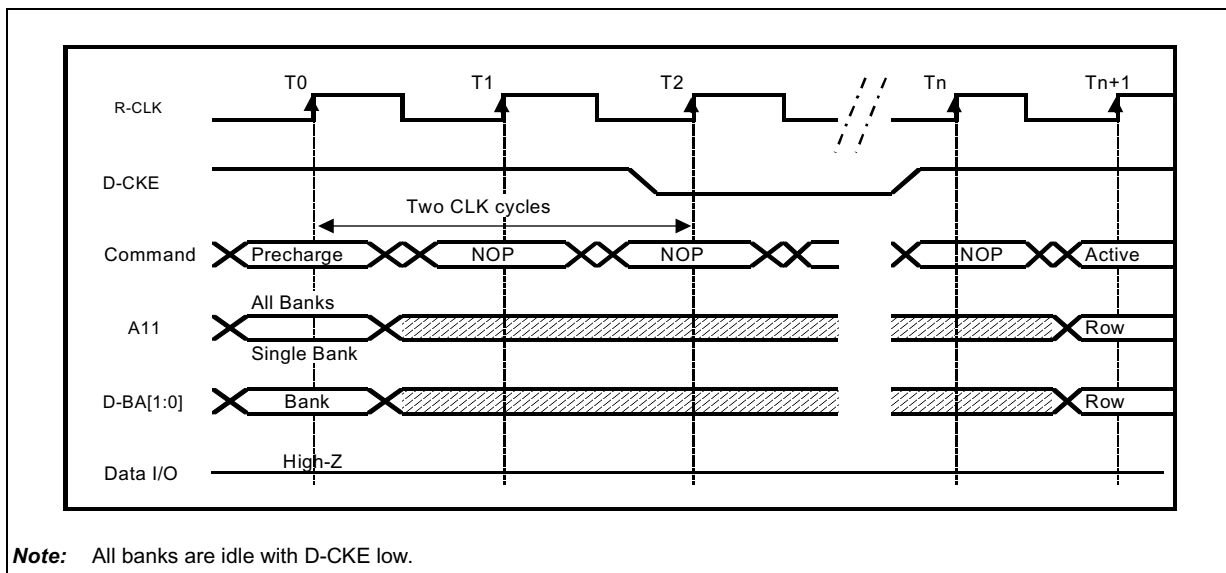 T0 T1 T2 Tn Tn+1
R-CLK
D-CKE
Two CLK cycles
Command Precharge NOP NOP NOP Active
All Banks
A11 Row
Single Bank
D-BA[1:0] Bank Row
High-Z
Data I/O
Note: All banks are idle with D-CKE low.